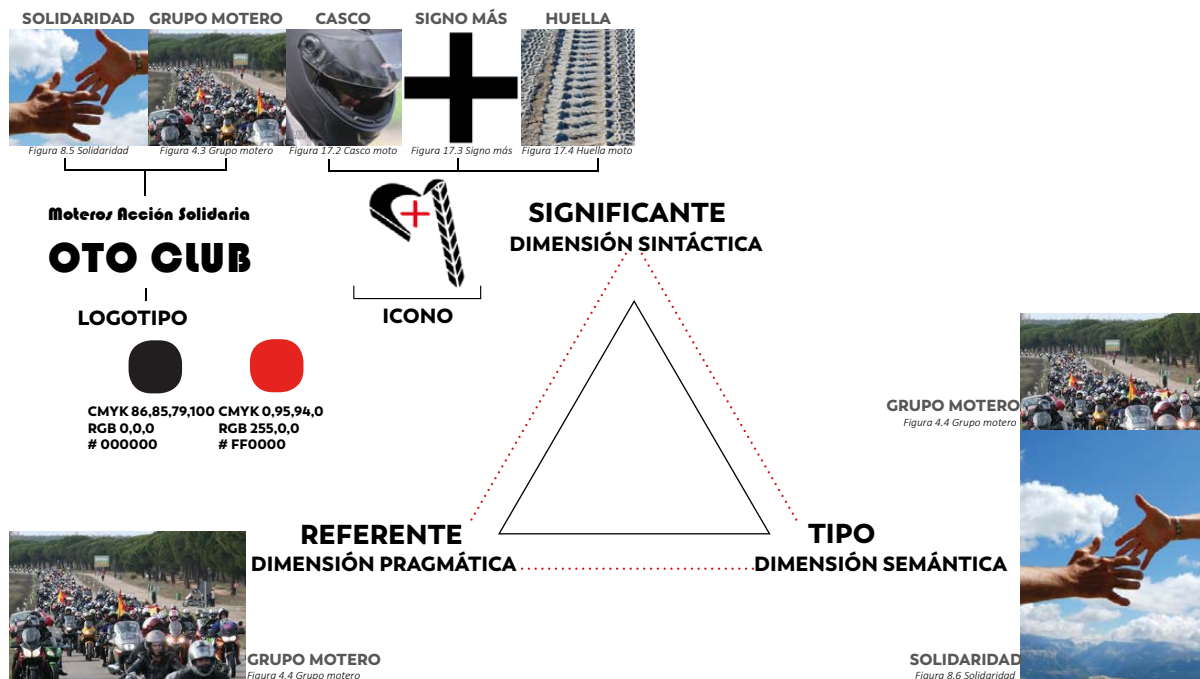 SOLIDARIDAD
GRUPO MOTERO
CASCO
SIGNO MÁS
HUELLA
Figura 8.5 Solidaridad
Figura 4.3 Grupo motero
Figura 17.2 Casco moto
Figura 17.3 Signo más
Figura 17.4 Huella moto
Moteros Acción Solidaria
OTO CLUB
LOGOTIPO
ICONO
CMYK 86,85,79,100
RGB 0,0,0
# 000000
CMYK 0,95,94,0
RGB 255,0,0
# FF0000
SIGNIFICANTE
DIMENSIÓN SINTÁCTICA
GRUPO MOTERO
Figura 4.4 Grupo motero
REFERENTE
DIMENSIÓN PRAGMÁTICA
TIPO
DIMENSIÓN SEMÁNTICA
GRUPO MOTERO
Figura 4.4 Grupo motero
SOLIDARIDAD
Figura 8.6 Solidaridad